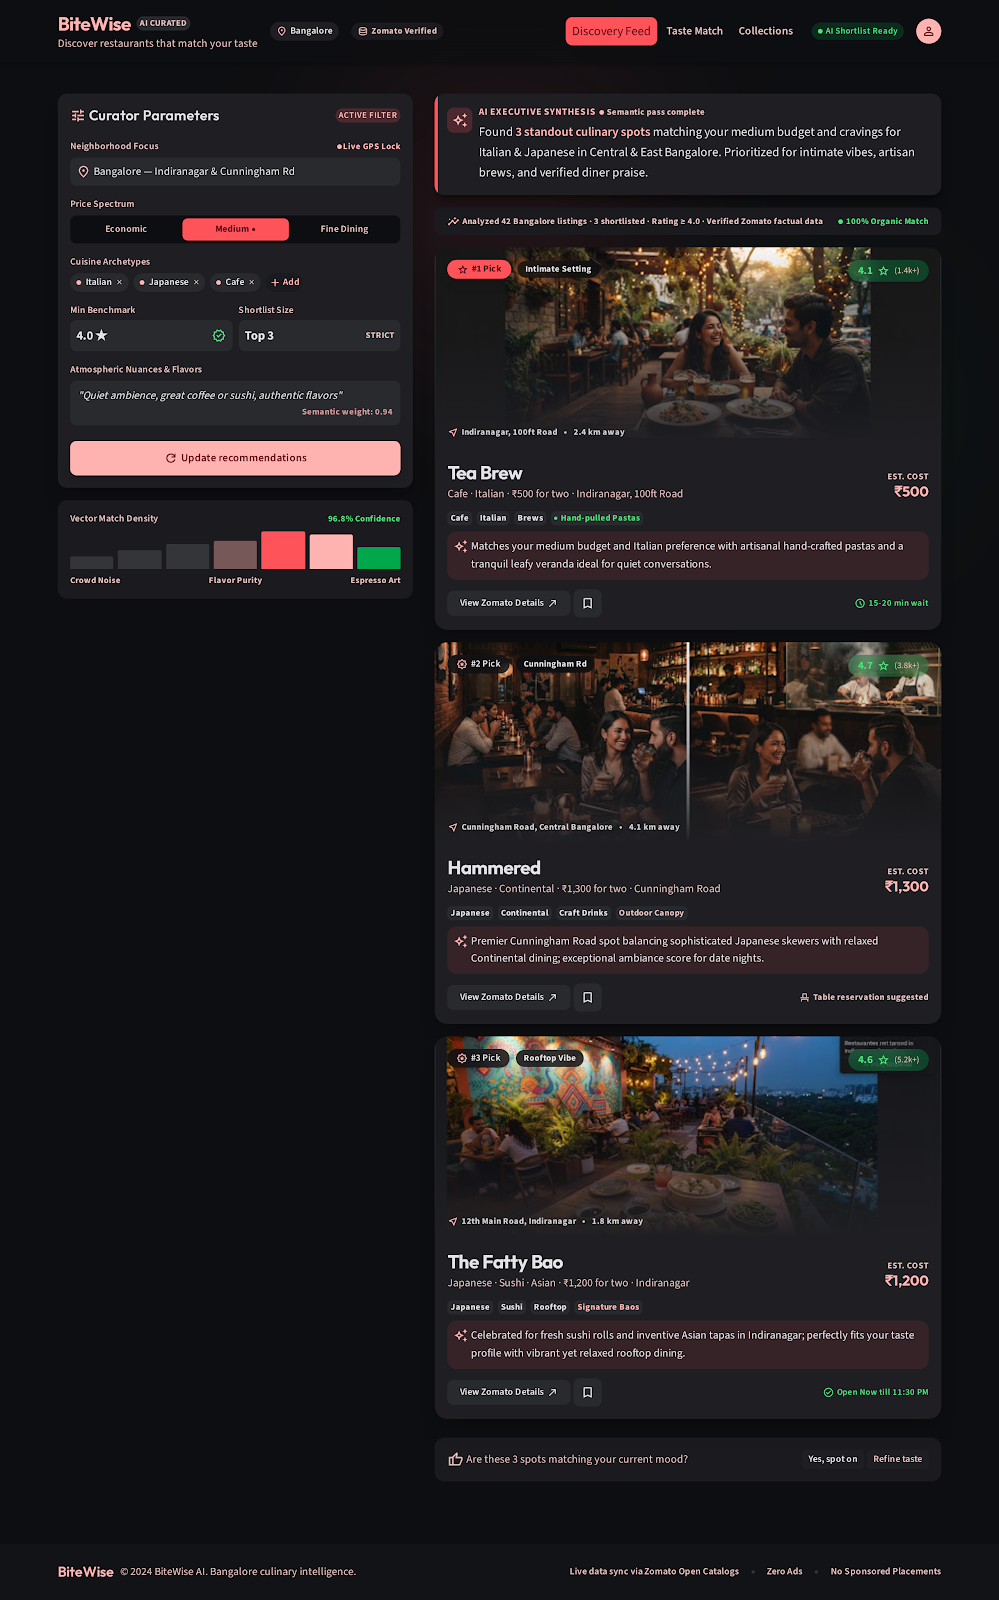 BiteWise AI CURATED
Discover restaurants that match your taste
Bangalore
Zomato Verified
Discovery Feed
Taste Match
Collections
AI Shortlist Ready
Curator Parameters
ACTIVE FILTER
Neighborhood Focus
Live GPS Lock
Bangalore — Indiranagar & Cunningham Rd
Price Spectrum
Economic
Medium •
Fine Dining
Cuisine Archetypes
• Italian ×
• Japanese ×
• Cafe ×
+ Add
Min Benchmark
Shortlist Size
4.0 ★
Top 3
STRICT
Atmospheric Nuances & Flavors
"Quiet ambience, great coffee or sushi, authentic flavors"
Semantic weight: 0.94
Update recommendations
Vector Match Density
96.8% Confidence
Crowd Noise
Flavor Purity
Espresso Art
AI EXECUTIVE SYNTHESIS • Semantic pass complete
Found 3 standout culinary spots matching your medium budget and cravings for
Italian & Japanese in Central & East Bangalore. Prioritized for intimate vibes, artisan
brews, and verified diner praise.
Analyzed 42 Bangalore listings · 3 shortlisted · Rating ≥ 4.0 · Verified Zomato factual data
100% Organic Match
#1 Pick
Intimate Setting
4.1 (1.4k+)
Indiranagar, 100ft Road • 2.4 km away
Tea Brew
EST. COST
Cafe · Italian · ₹500 for two · Indiranagar, 100ft Road
₹500
Cafe
Italian
Brews
• Hand-pulled Pastas
Matches your medium budget and Italian preference with artisanal hand-crafted pastas and a
tranquil leafy veranda ideal for quiet conversations.
View Zomato Details
15-20 min wait
#2 Pick
Cunningham Rd
4.7 (3.8k+)
Cunningham Road, Central Bangalore • 4.1 km away
Hammered
EST. COST
Japanese · Continental · ₹1,300 for two · Cunningham Road
₹1,300
Japanese
Continental
Craft Drinks
Outdoor Canopy
Premier Cunningham Road spot balancing sophisticated Japanese skewers with relaxed
Continental dining; exceptional ambiance score for date nights.
View Zomato Details
Table reservation suggested
#3 Pick
Rooftop Vibe
4.6 (5.2k+)
12th Main Road, Indiranagar • 1.8 km away
The Fatty Bao
EST. COST
Japanese · Sushi · Asian · ₹1,200 for two · Indiranagar
₹1,200
Japanese
Sushi
Rooftop
Signature Baos
Celebrated for fresh sushi rolls and inventive Asian tapas in Indiranagar; perfectly fits your taste
profile with vibrant yet relaxed rooftop dining.
View Zomato Details
Open Now till 11:30 PM
Are these 3 spots matching your current mood?
Yes, spot on
Refine taste
BiteWise © 2024 BiteWise AI. Bangalore culinary intelligence.
Live data sync via Zomato Open Catalogs • Zero Ads • No Sponsored Placements